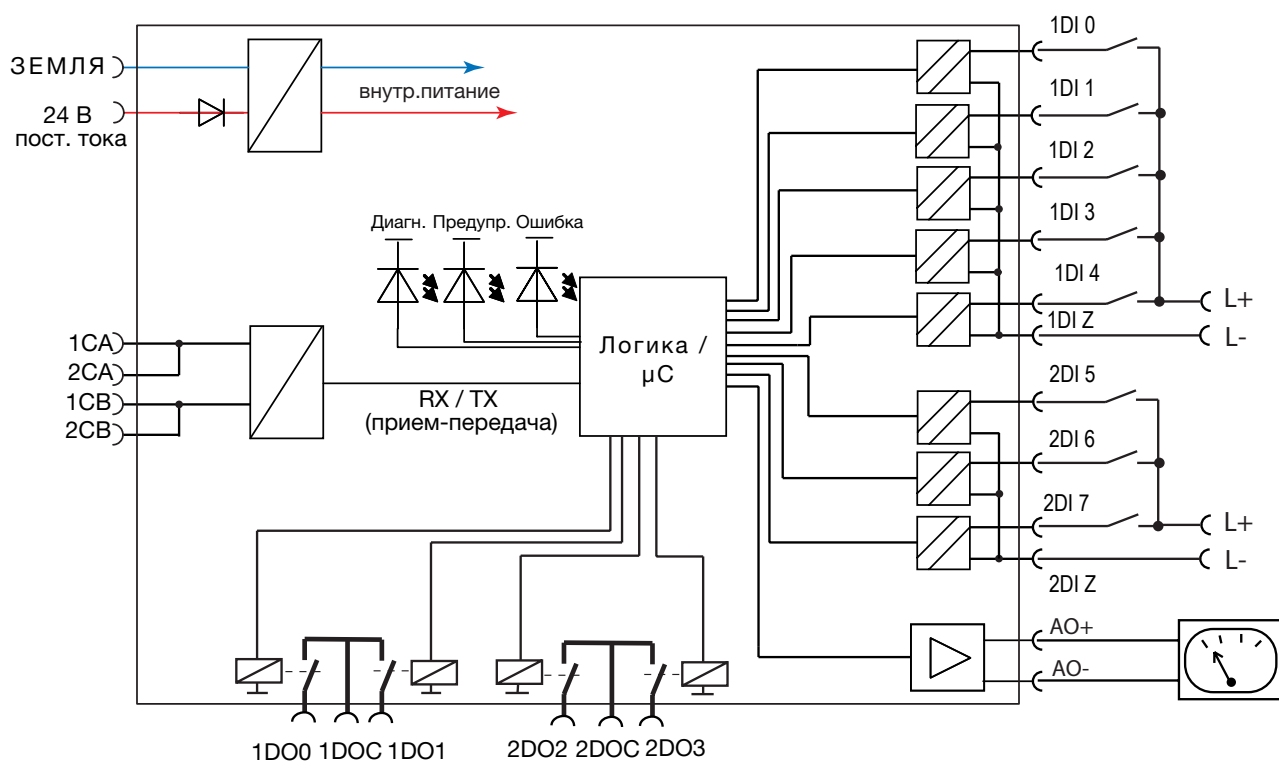 ЗЕМЛЯ
24 В
пост. тока
внутр.питание
Диагн. Предупр. Ошибка
1CA
2CA
1CB
2CB
RX / TX
(прием-передача)
Логика /
µC
1DI 0
1DI 1
1DI 2
1DI 3
1DI 4
L+
1DI Z
L-
2DI 5
2DI 6
2DI 7
L+
L-
2DI Z
AO+
AO-
1DO0 1DOC 1DO1
2DO2 2DOC 2DO3